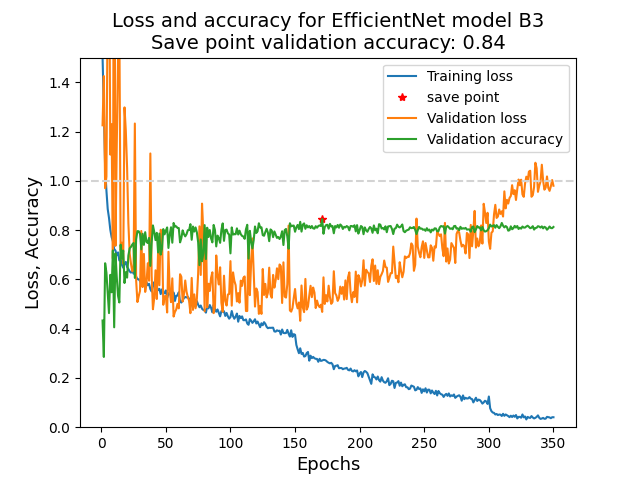 Loss and accuracy for EfficientNet model B3
Save point validation accuracy: 0.84
Training loss
save point
Validation loss
Validation accuracy
Loss, Accuracy
1.4
1.2
1.0
0.8
0.6
0.4
0.2
0.0
0 50 100 150 200 250 300 350
Epochs